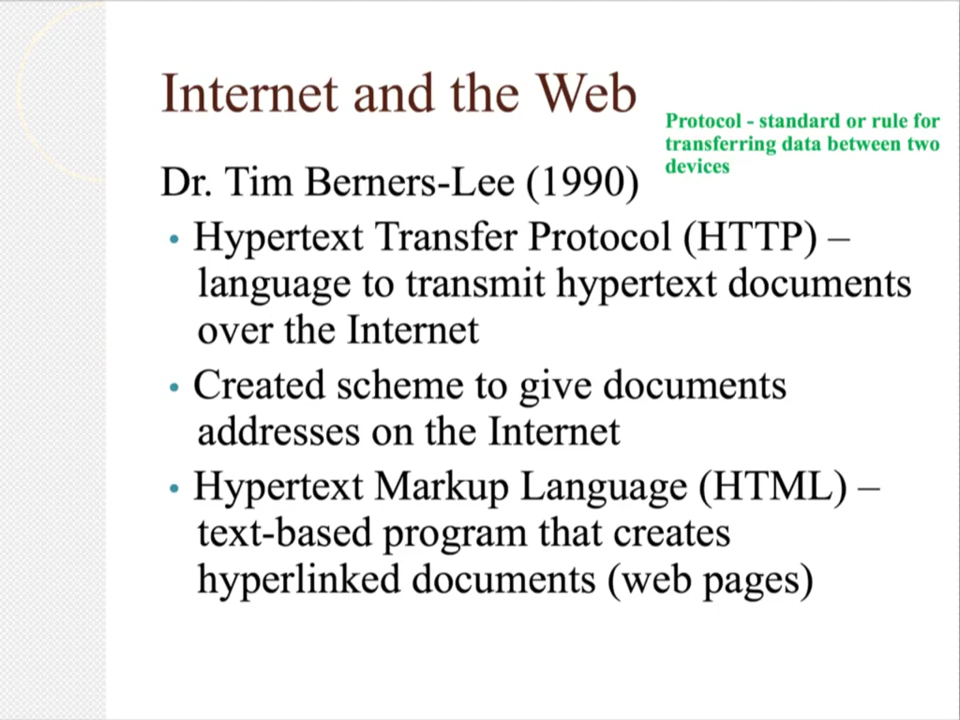 Internet and the Web
Protocol - standard or rule for
transferring data between two
devices
Dr. Tim Berners-Lee (1990)
• Hypertext Transfer Protocol (HTTP) –
language to transmit hypertext documents
over the Internet
• Created scheme to give documents
addresses on the Internet
• Hypertext Markup Language (HTML) –
text-based program that creates
hyperlinked documents (web pages)